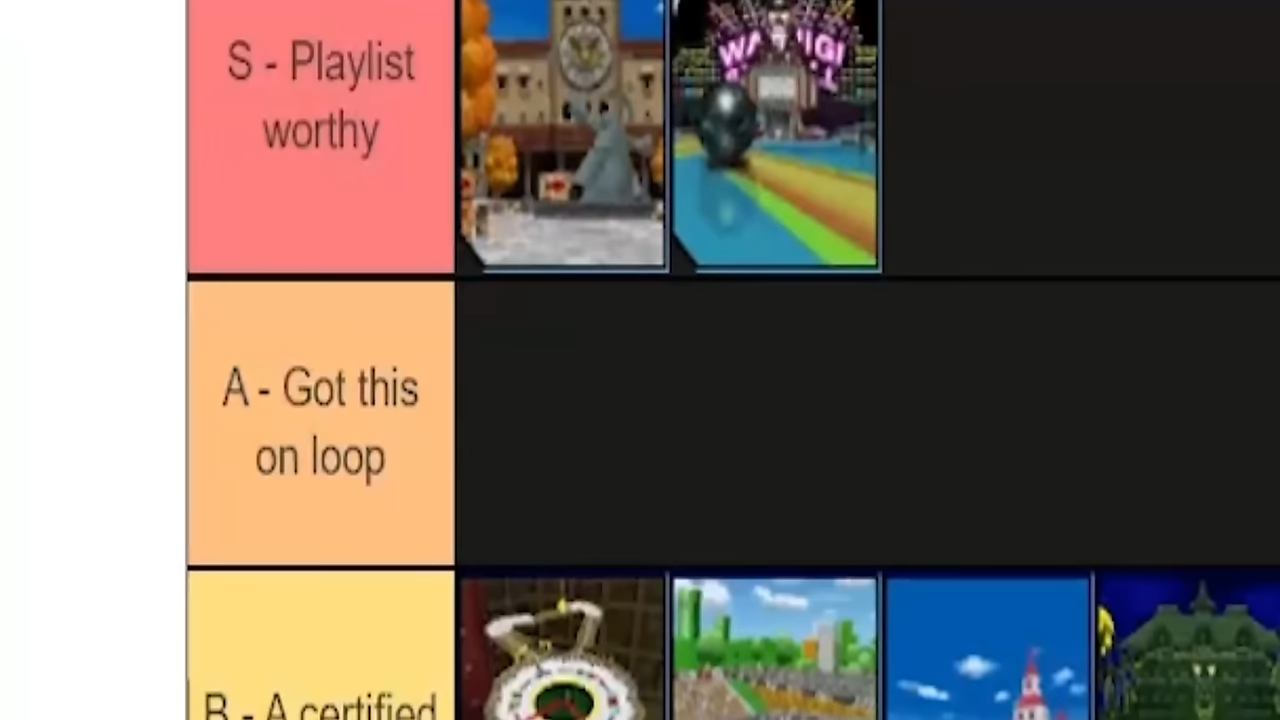 S - Playlist
worthy
A - Got this
on loop
B - A certified